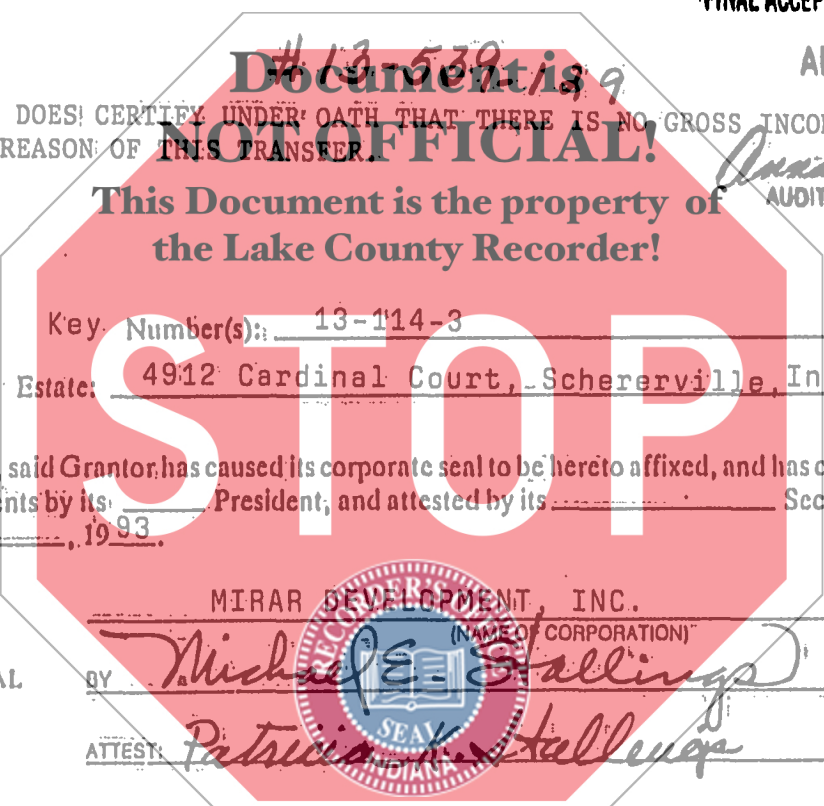 FINAL ACCEP
#13-539-189
Document is
DOES CERTIFY UNDER OATH THAT THERE IS NO GROSS INCO
NOT OFFICIAL!
REASON OF THIS TRANSFER.
This Document is the property of
AUDIT
the Lake County Recorder!
Key Number(s): 13-114-3
Estate: 4912 Cardinal Court, Schererville, In
STOP
said Grantor has caused its corporate seal to be hereto affixed, and has c
nts by its ______ President, and attested by its ______ Sec
, 1993.
MIRAR DEVELOPMENT, INC.
(NAME OF CORPORATION)
RECORDER'S OFFICE
AL BY Michael E. Stallings
SEAL
INDIANA
ATTEST: Patricia K. Stallings